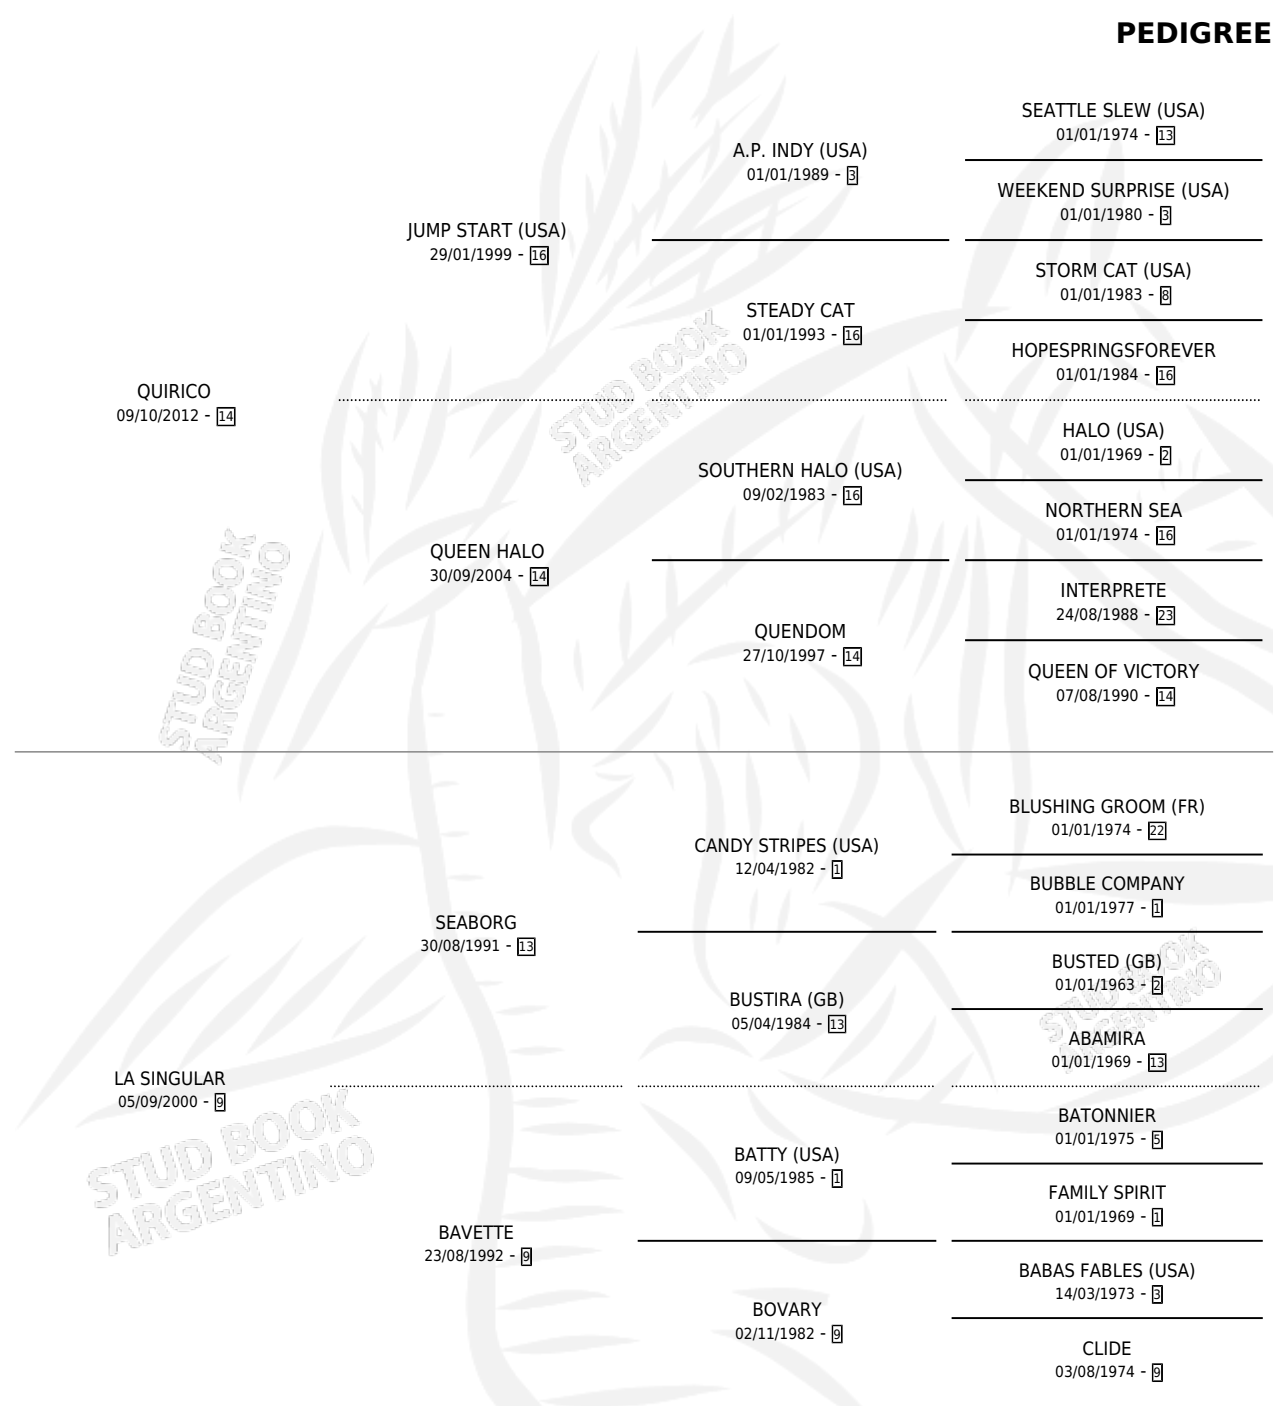 PEDIGREE
SEATTLE SLEW (USA)
01/01/1974 - 13
A.P. INDY (USA)
01/01/1989 - 3
WEEKEND SURPRISE (USA)
01/01/1980 - 3
JUMP START (USA)
29/01/1999 - 16
STORM CAT (USA)
01/01/1983 - 8
STEADY CAT
01/01/1993 - 16
HOPESPRINGSFOREVER
01/01/1984 - 16
QUIRICO
09/10/2012 - 14
HALO (USA)
01/01/1969 - 2
SOUTHERN HALO (USA)
09/02/1983 - 16
NORTHERN SEA
01/01/1974 - 16
QUEEN HALO
30/09/2004 - 14
INTERPRETE
24/08/1988 - 23
QUENDOM
27/10/1997 - 14
QUEEN OF VICTORY
07/08/1990 - 14
BLUSHING GROOM (FR)
01/01/1974 - 22
CANDY STRIPES (USA)
12/04/1982 - 1
BUBBLE COMPANY
01/01/1977 - 1
SEABORG
30/08/1991 - 13
BUSTED (GB)
01/01/1963 - 2
BUSTIRA (GB)
05/04/1984 - 13
ABAMIRA
01/01/1969 - 13
LA SINGULAR
05/09/2000 - 9
BATONNIER
01/01/1975 - 5
BATTY (USA)
09/05/1985 - 1
FAMILY SPIRIT
01/01/1969 - 1
BAVETTE
23/08/1992 - 9
BABAS FABLES (USA)
14/03/1973 - 3
BOVARY
02/11/1982 - 9
CLIDE
03/08/1974 - 9
STUD BOOK
ARGENTINO
STUD BOOK
ARGENTINO
STUD BOOK
ARGENTINO
STUD BOOK
ARGENTINO